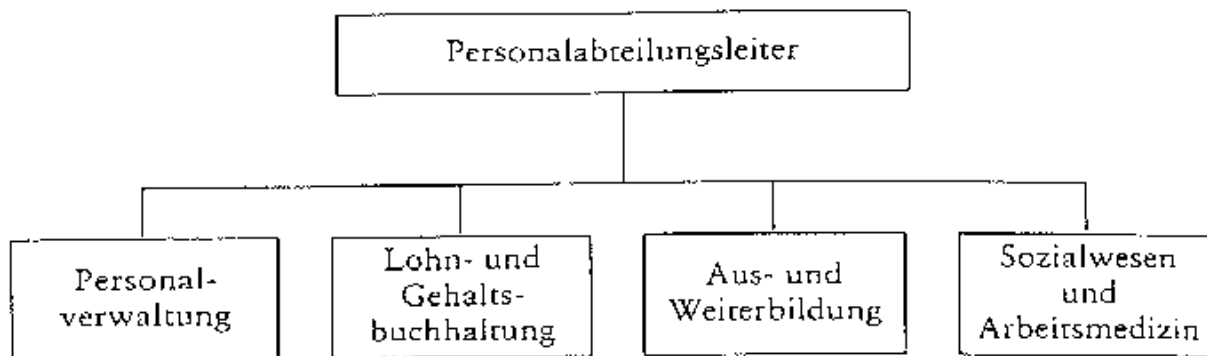 Personalabteilungsleiter
Personal-
verwaltung
Lohn- und
Gehalts-
buchhaltung
Aus- und
Weiterbildung
Sozialwesen
und
Arbeitsmedizin